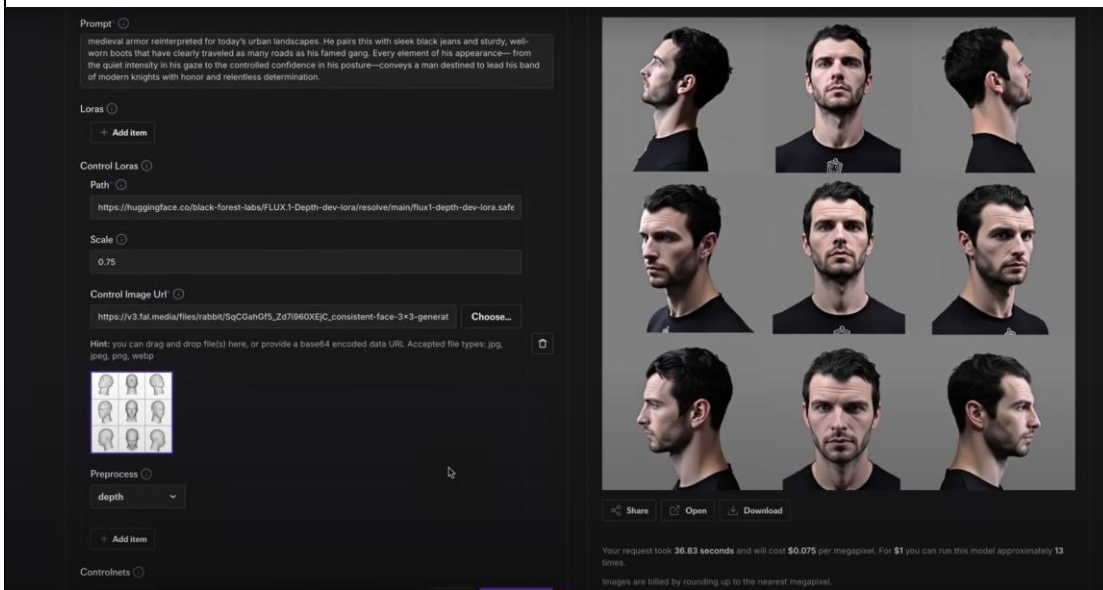 Prompt*
medieval armor reinterpreted for today's urban landscapes. He pairs this with sleek black jeans and sturdy, well-
worn boots that have clearly traveled as many roads as his famed gang. Every element of his appearance— from
the quiet intensity in his gaze to the controlled confidence in his posture—conveys a man destined to lead his band
of modern knights with honor and relentless determination.
Loras
+ Add item
Control Loras
Path*
https://huggingface.co/black-forest-labs/FLUX.1-Depth-dev-lora/resolve/main/flux1-depth-dev-lora.safe
Scale
0.75
Control Image Url*
https://v3.fal.media/files/rabbit/SqCGahGf5_Zd7i960XEjC_consistent-face-3×3-generat
Choose...
Hint: you can drag and drop file(s) here, or provide a base64 encoded data URL Accepted file types: jpg,
jpeg, png, webp
Preprocess
depth
+ Add item
Controlnets
Share
Open
Download
Your request took 36.83 seconds and will cost $0.075 per megapixel. For $1 you can run this model approximately 13
times.
Images are billed by rounding up to the nearest megapixel.